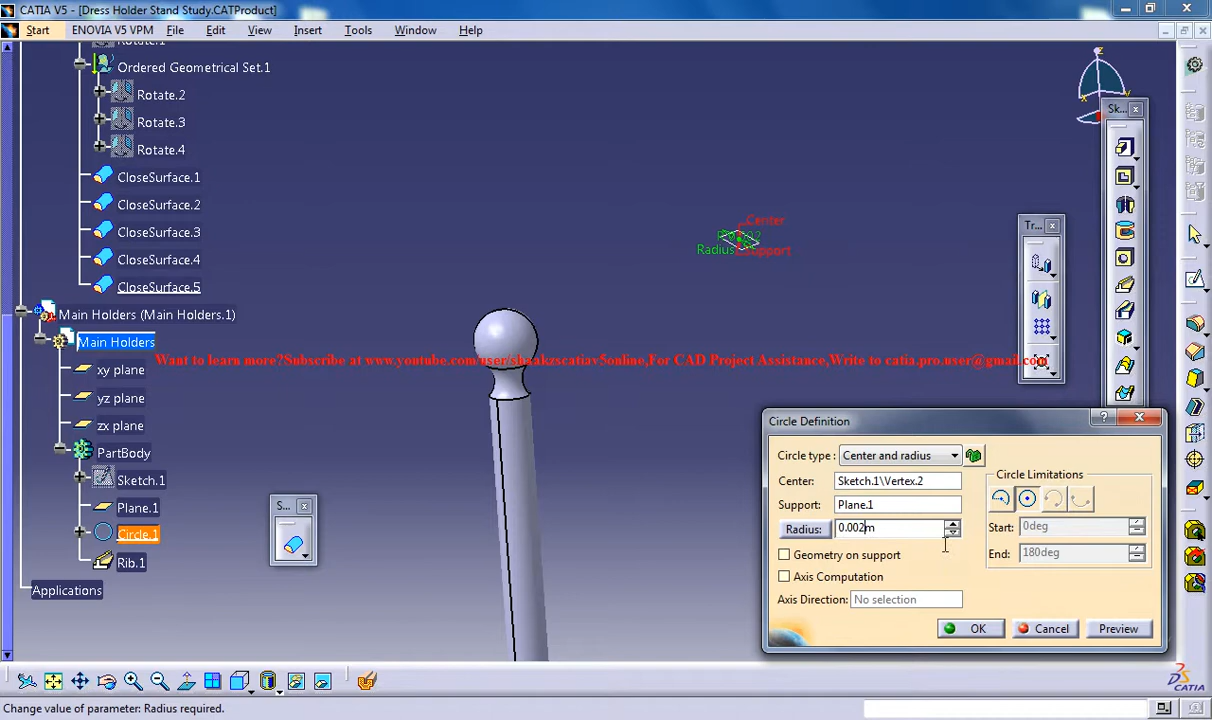 CATIA V5 - [Dress Holder Stand Study.CATProduct]
Start ENOVIA V5 VPM File Edit View Insert Tools Window Help
Rotate.1
Ordered Geometrical Set.1
Rotate.2
Rotate.3
Rotate.4
CloseSurface.1
CloseSurface.2
CloseSurface.3
CloseSurface.4
CloseSurface.5
Main Holders (Main Holders.1)
Main Holders
xy plane
yz plane
zx plane
PartBody
Sketch.1
Plane.1
Circle.1
Rib.1
Applications
Center
Radius
Support
Want to learn more?Subscribe at www.youtube.com/user/shaakzscatiav5online,For CAD Project Assistance,Write to catia.pro.user@gmail.com
Sk...
Tr...
S...
Circle Definition
Circle type : Center and radius
Center: Sketch.1\Vertex.2
Support: Plane.1
Radius: 0.002m
Geometry on support
Axis Computation
Axis Direction: No selection
Circle Limitations
Start: 0deg
End: 180deg
OK Cancel Preview
Change value of parameter: Radius required.